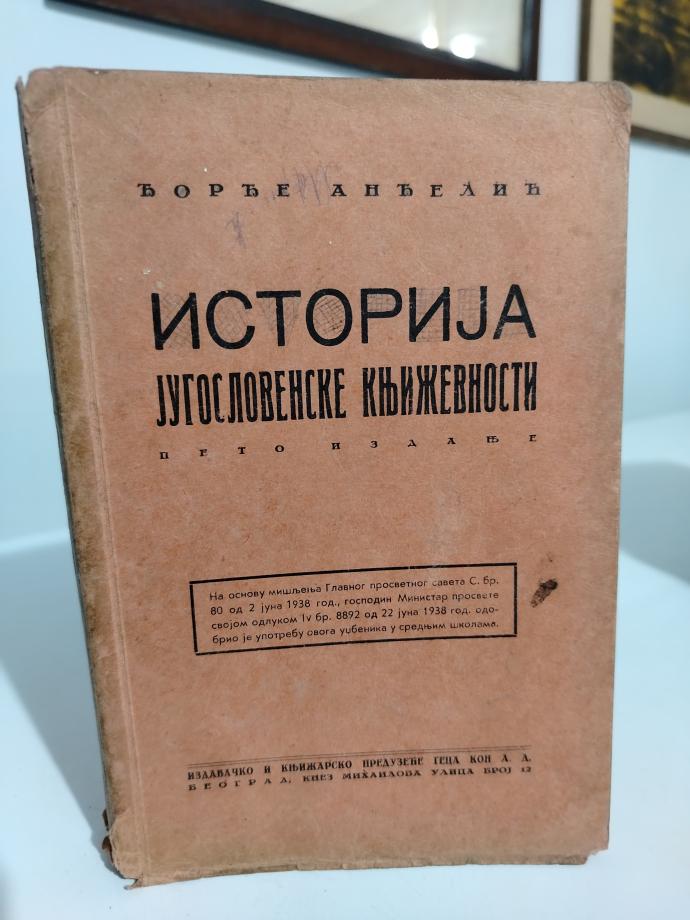 ЂОРЂЕ АНЂЕЛИЋ
ИСТОРИЈА
ЈУГОСЛОВЕНСКЕ КЊИЖЕВНОСТИ
ПЕТО ИЗДАЊЕ
На основу мишљења Главног просветног савета С. бр.
80 од 2 јуна 1938 год., господин Министар просвете
својом одлуком IV бр. 8892 од 22 јуна 1938 год. одо-
брио је употребу овога уџбеника у средњим школама.
ИЗДАВАЧКО И КЊИЖАРСКО ПРЕДУЗЕЋЕ ГЕЦА КОН А. Д.
БЕОГРАД, КНЕЗ МИХАИЛОВА УЛИЦА БРОЈ 12